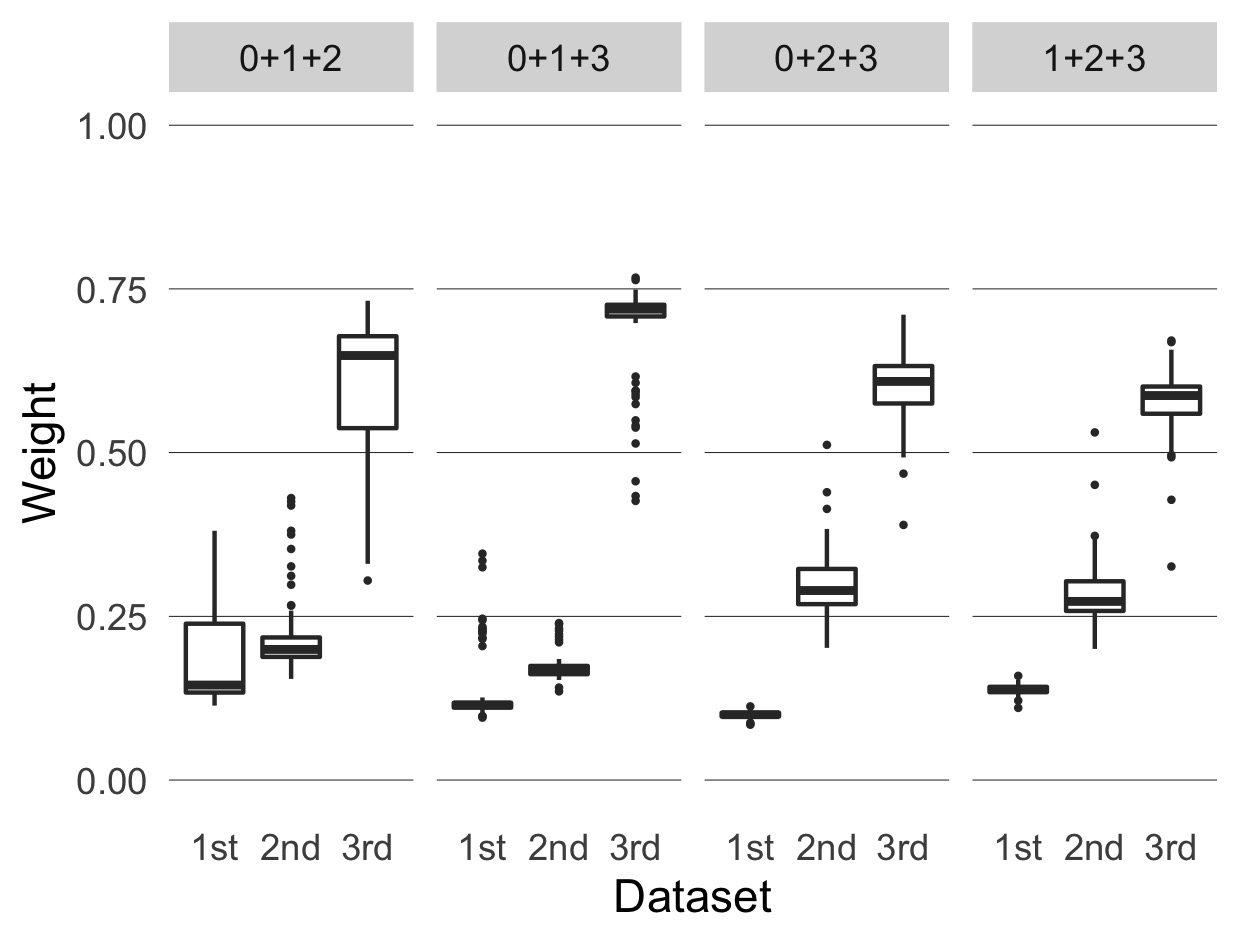 0+1+2 0+1+3 0+2+3 1+2+3
1.00
0.75
0.50
0.25
0.00
Weight
1st 2nd 3rd 1st 2nd 3rd 1st 2nd 3rd 1st 2nd 3rd
Dataset